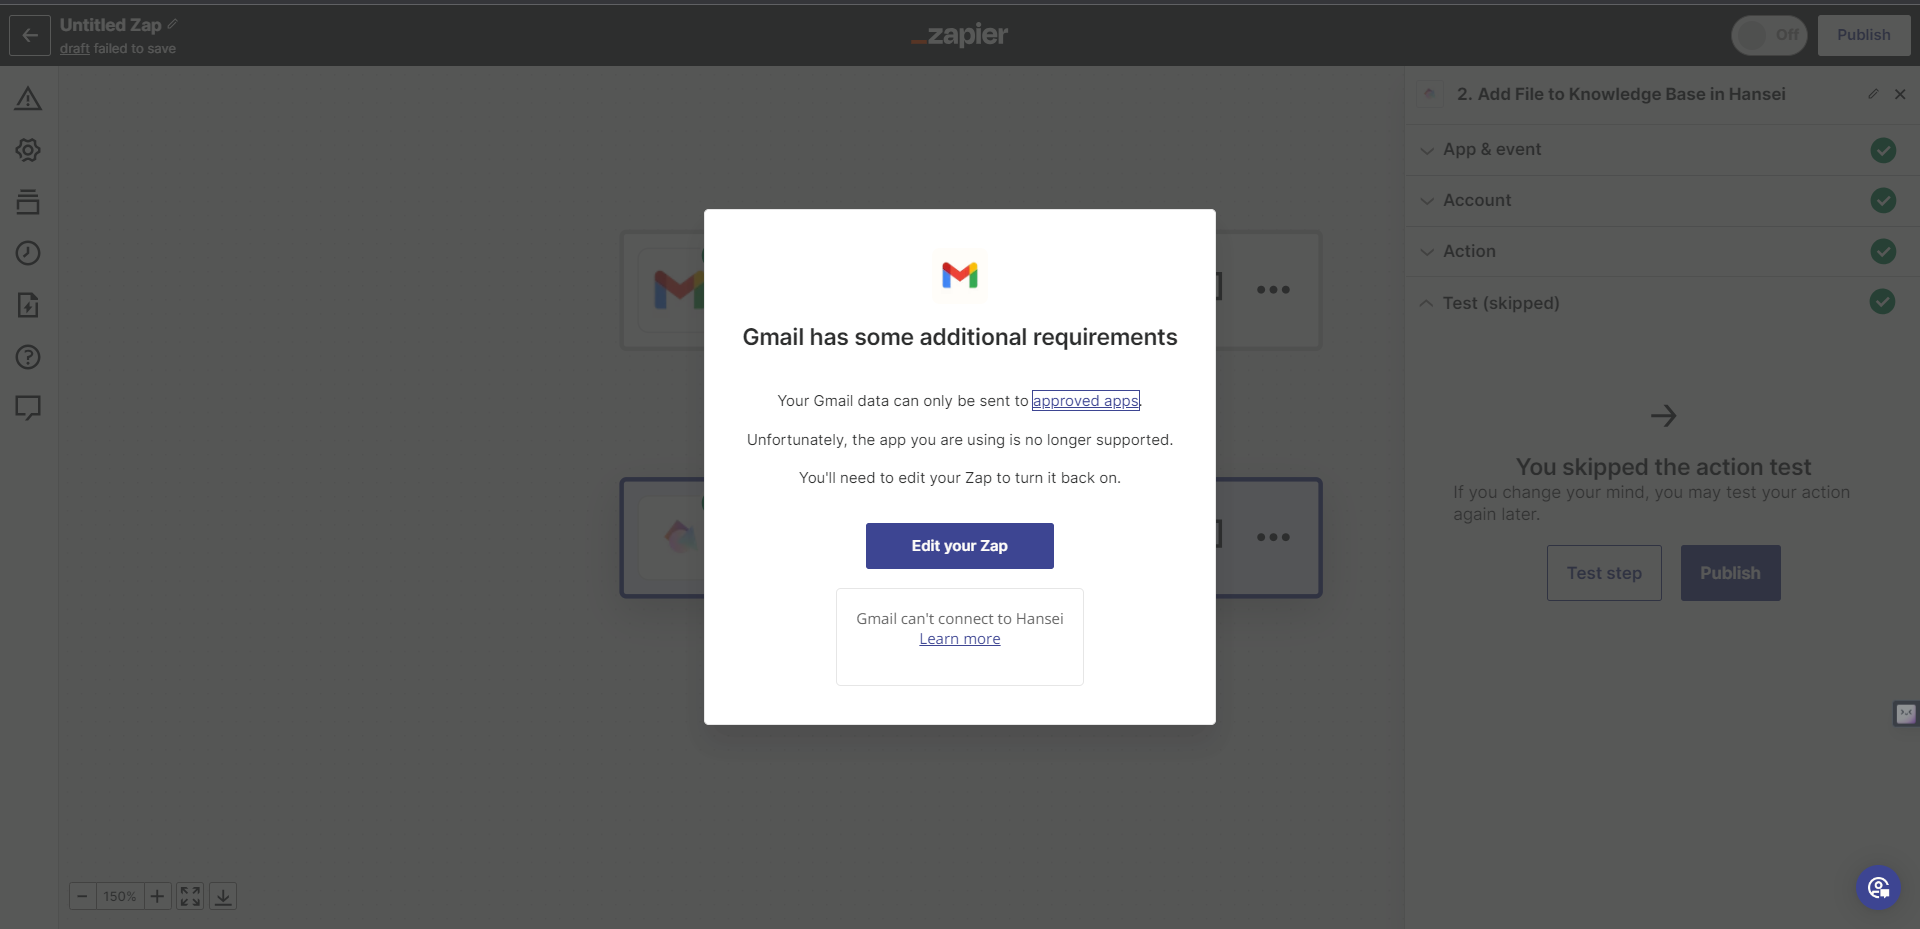 Untitled Zap
draft failed to save
zapier
Off
Publish
2. Add File to Knowledge Base in Hansei
App & event
Account
Action
Test (skipped)
You skipped the action test
If you change your mind, you may test your action
again later.
Test step
Publish
Gmail has some additional requirements
Your Gmail data can only be sent to approved apps.
Unfortunately, the app you are using is no longer supported.
You'll need to edit your Zap to turn it back on.
Edit your Zap
Gmail can't connect to Hansei
Learn more
150%